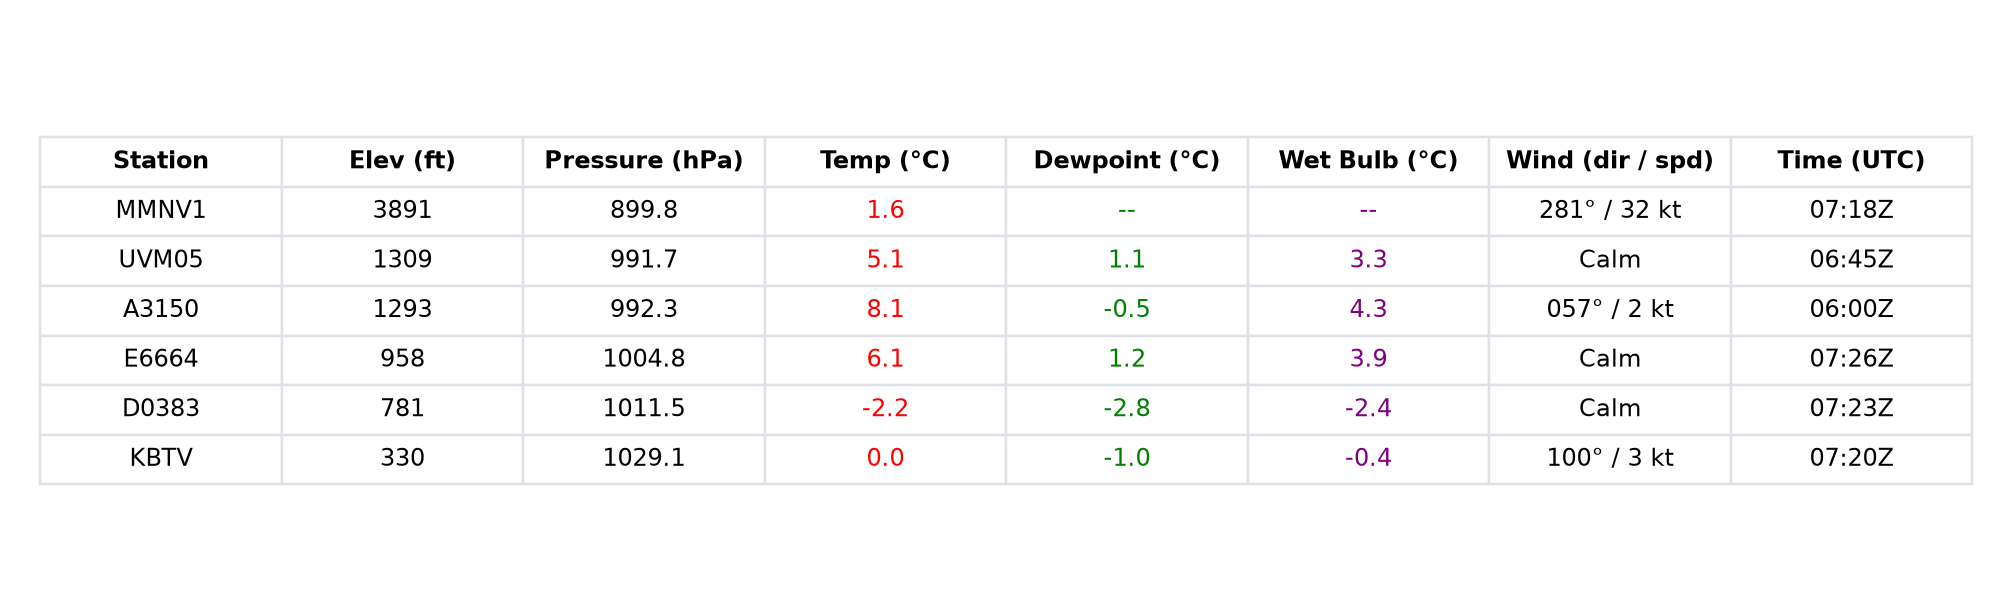 Station Elev (ft) Pressure (hPa) Temp (°C) Dewpoint (°C) Wet Bulb (°C) Wind (dir / spd) Time (UTC)
MMNV1 3891 899.8 1.6 -- -- 281° / 32 kt 07:18Z
UVM05 1309 991.7 5.1 1.1 3.3 Calm 06:45Z
A3150 1293 992.3 8.1 -0.5 4.3 057° / 2 kt 06:00Z
E6664 958 1004.8 6.1 1.2 3.9 Calm 07:26Z
D0383 781 1011.5 -2.2 -2.8 -2.4 Calm 07:23Z
KBTV 330 1029.1 0.0 -1.0 -0.4 100° / 3 kt 07:20Z